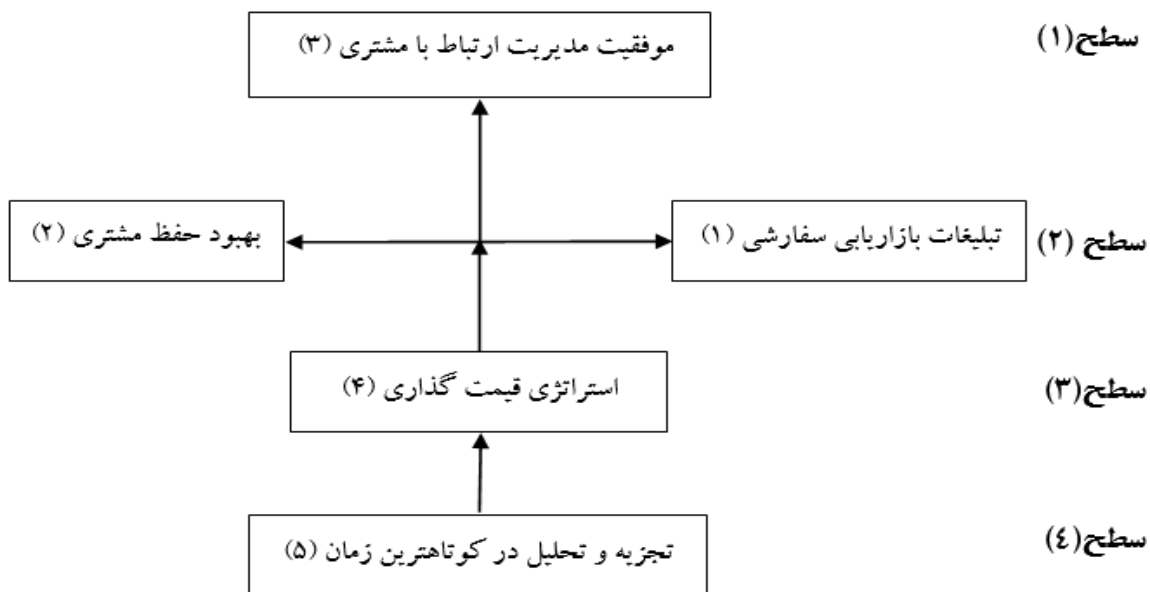 موفقیت مدیریت ارتباط با مشتری (۳)
سطح(۱)
تبلیغات بازاریابی سفارشی (۱)
بهبود حفظ مشتری (۲)
سطح (۲)
استراتژی قیمت گذاری (۴)
سطح(۳)
تجزیه و تحلیل در کوتاهترین زمان (۵)
سطح(٤)